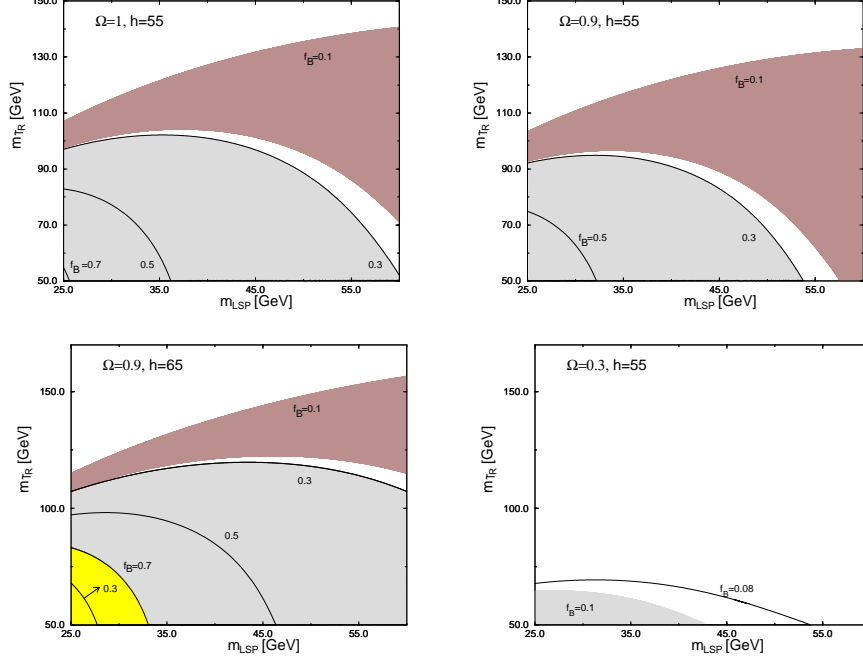 Ω=1, h=55
150.0
130.0
110.0
90.0
70.0
50.0
m_TR [GeV]
f_B=0.1
f_B=0.7
0.5
0.3
25.0 35.0 45.0 55.0
m_LSP [GeV]
Ω=0.9, h=55
150.0
130.0
110.0
90.0
70.0
50.0
m_TR [GeV]
f_B=0.1
f_B=0.5
0.3
25.0 35.0 45.0 55.0
m_LSP [GeV]
Ω=0.9, h=65
150.0
100.0
50.0
m_TR [GeV]
f_B=0.1
0.3
0.5
f_B=0.7
0.3
25.0 35.0 45.0 55.0
m_LSP [GeV]
Ω=0.3, h=55
150.0
100.0
50.0
m_TR [GeV]
f_B=0.08
f_B=0.1
25.0 35.0 45.0 55.0
m_LSP [GeV]